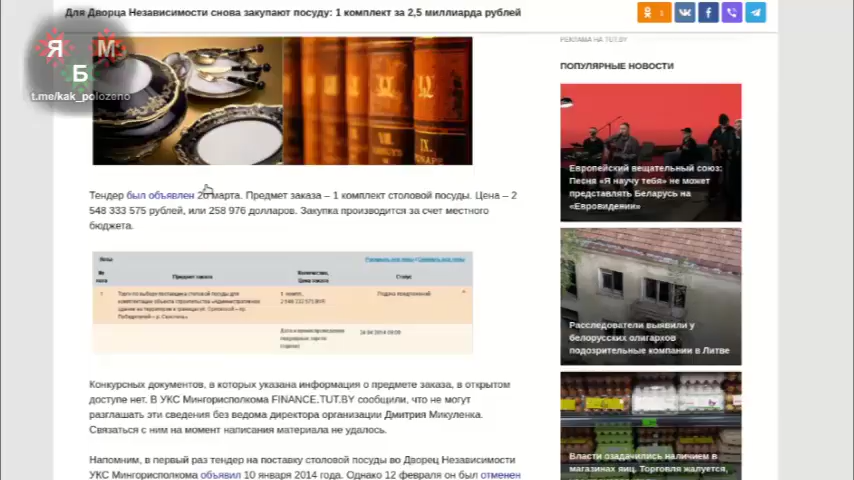 Для Дворца Независимости снова закупают посуду: 1 комплект за 2,5 миллиарда рублей
Я М
Б
t.me/kak_polozeno
РЕКЛАМА НА TUT.BY
ПОПУЛЯРНЫЕ НОВОСТИ
Европейский вещательный союз:
Песня «Я научу тебя» не может
представлять Беларусь на
«Евровидении»
Тендер был объявлен 20 марта. Предмет заказа – 1 комплект столовой посуды. Цена – 2
548 333 575 рублей, или 258 976 долларов. Закупка производится за счет местного
бюджета.
Предмет заказа
Статус
Расследователи выявили у
белорусских олигархов
подозрительные компании в Литве
Конкурсных документов, в которых указана информация о предмете заказа, в открытом
доступе нет. В УКС Мингорисполкома FINANCE.TUT.BY сообщили, что не могут
разглашать эти сведения без ведома директора организации Дмитрия Микуленка.
Связаться с ним на момент написания материала не удалось.
Власти озадачились наличием в
магазинах яиц. Торговля жалуется,
Напомним, в первый раз тендер на поставку столовой посуды во Дворец Независимости
УКС Мингорисполкома объявил 10 января 2014 года. Однако 12 февраля он был отменен